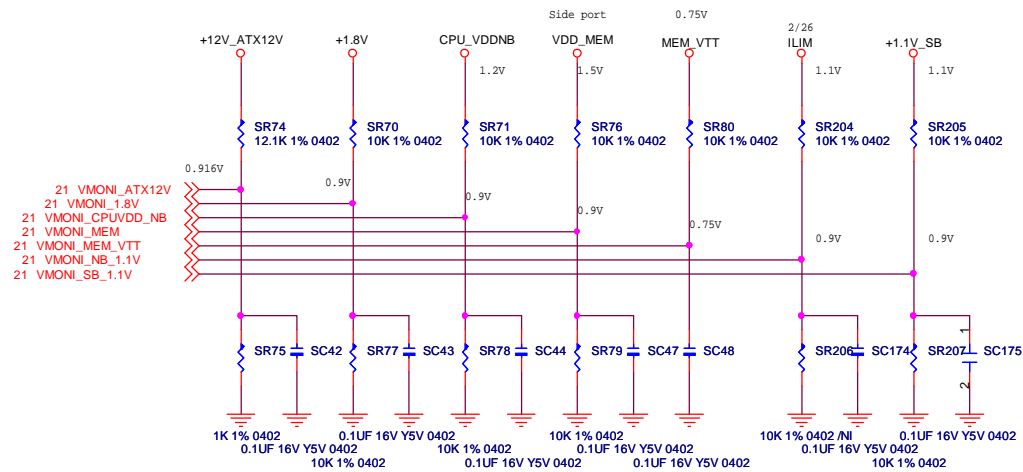 Side port
0.75V
2/26
+12V_ATX12V
+1.8V
CPU_VDDNB
VDD_MEM
MEM_VTT
ILIM
+1.1V_SB
1.2V
1.5V
1.1V
1.1V
SR74
12.1K 1% 0402
SR70
10K 1% 0402
SR71
10K 1% 0402
SR76
10K 1% 0402
SR80
10K 1% 0402
SR204
10K 1% 0402
SR205
10K 1% 0402
0.916V
21 VMONI_ATX12V
0.9V
21 VMONI_1.8V
0.9V
21 VMONI_CPUVDD_NB
0.9V
21 VMONI_MEM
0.75V
21 VMONI_MEM_VTT
0.9V
0.9V
21 VMONI_NB_1.1V
21 VMONI_SB_1.1V
1
SR75
SC42
SR77
SC43
SR78
SC44
SR79
SC47
SC48
SR206
SC174
SR207
SC175
2
1K 1% 0402
0.1UF 16V Y5V 0402
0.1UF 16V Y5V 0402
10K 1% 0402
10K 1% 0402
0.1UF 16V Y5V 0402
10K 1% 0402
0.1UF 16V Y5V 0402
0.1UF 16V Y5V 0402
10K 1% 0402 /NI
0.1UF 16V Y5V 0402
10K 1% 0402
0.1UF 16V Y5V 0402